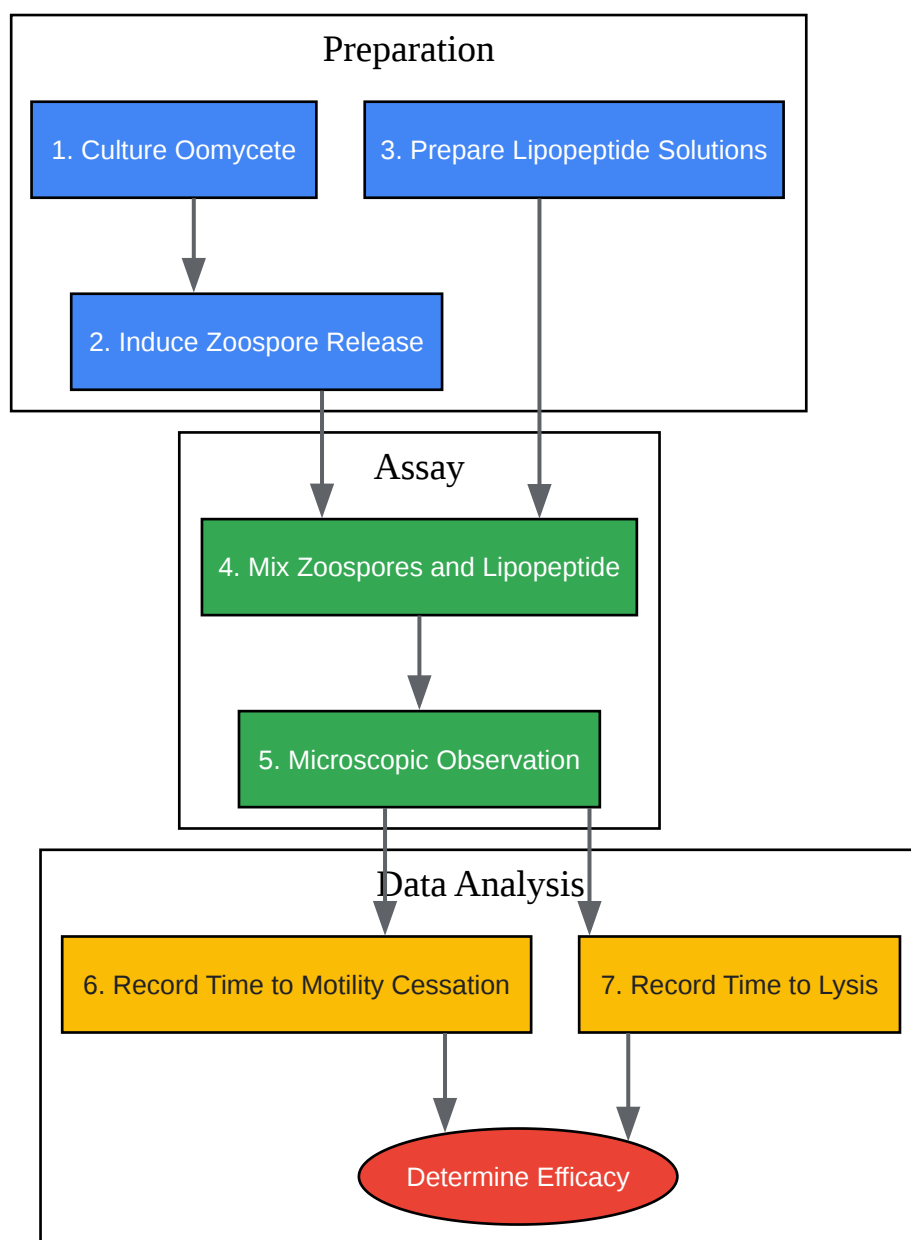 Preparation
1. Culture Oomycete
3. Prepare Lipopeptide Solutions
2. Induce Zoospore Release
Assay
4. Mix Zoospores and Lipopeptide
5. Microscopic Observation
Data Analysis
6. Record Time to Motility Cessation
7. Record Time to Lysis
Determine Efficacy